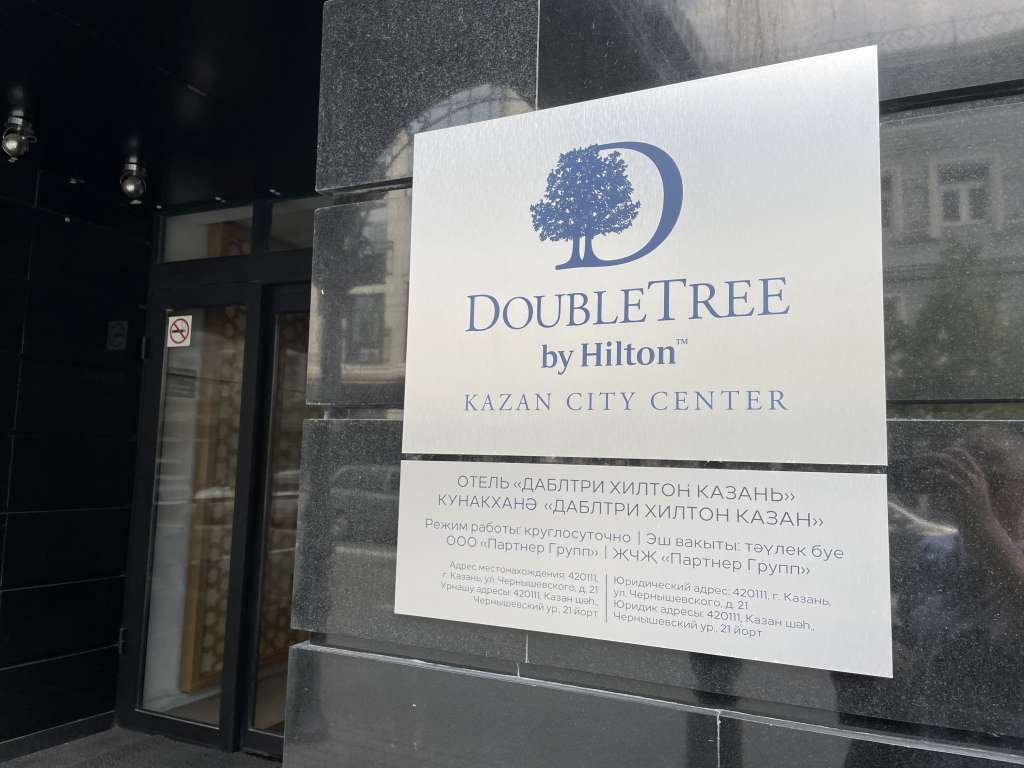 DOUBLETREE
by Hilton™
KAZAN CITY CENTER
ОТЕЛЬ «ДАБЛТРИ ХИЛТОН КАЗАНЬ»
КУНАКХАНӘ «ДАБЛТРИ ХИЛТОН КАЗАН»
Режим работы: круглосуточно | Эш вакыты: тәүлек буе
ООО «Партнер Групп» | ЖЧҖ «Партнер Групп»
Адрес местонахождения: 420111,
г. Казань, ул. Чернышевского, д. 21
Урнашу адресы: 420111, Казан шәһ.,
Чернышевский ур., 21 йорт
Юридический адрес: 420111, г. Казань,
ул. Чернышевского, д. 21
Юридик адресы: 420111, Казан шәһ.,
Чернышевский ур., 21 йорт